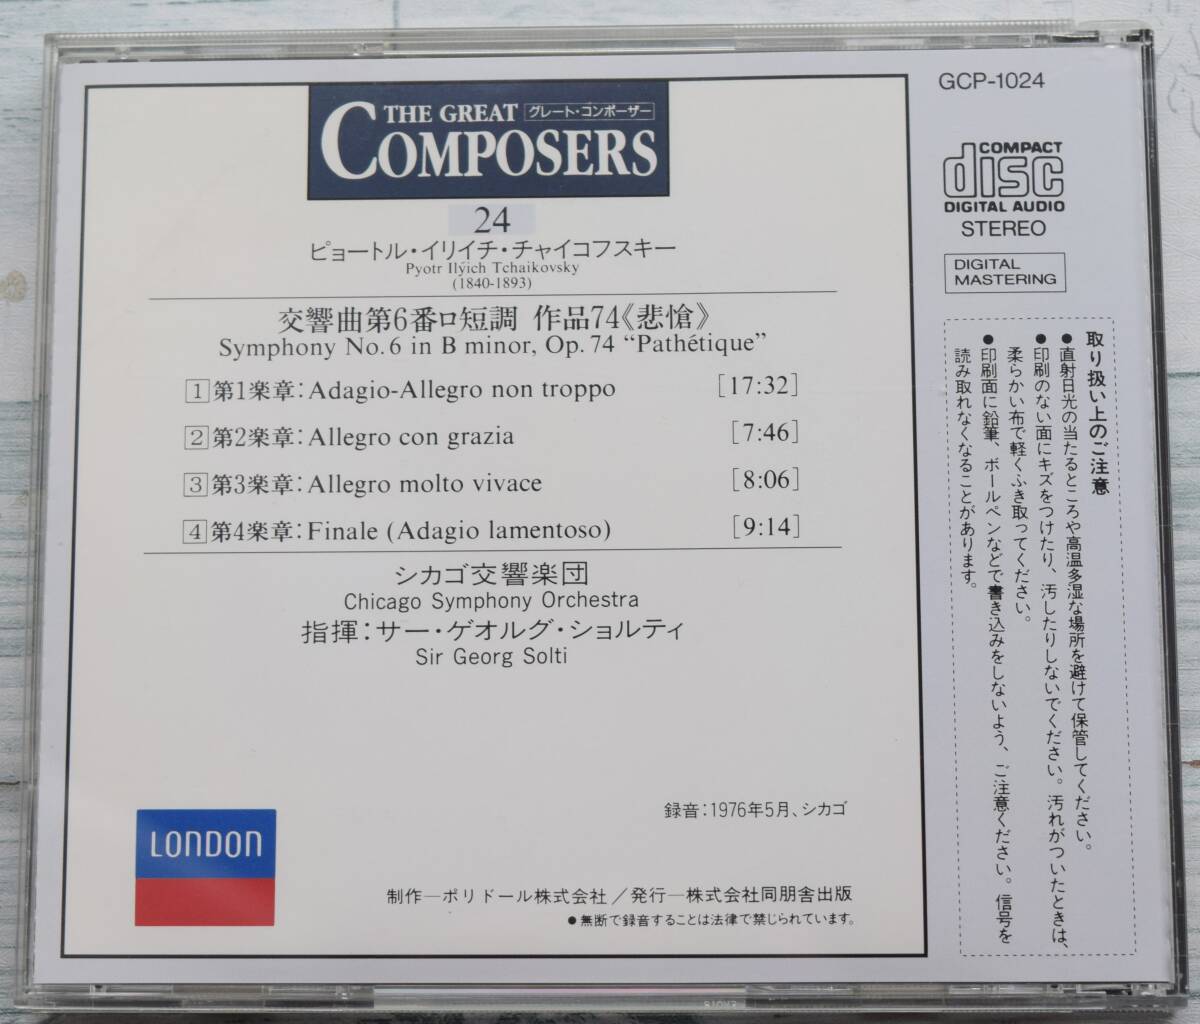 THE GREAT グレート・コンポーザー
COMPOSERS
24
ピョートル・イリイチ・チャイコフスキー
Pyotr Ilýich Tchaikovsky
(1840-1893)
交響曲第6番ロ短調 作品74《悲愴》
Symphony No.6 in B minor, Op.74 “Pathétique”
1 第1楽章：Adagio-Allegro non troppo [17:32]
2 第2楽章：Allegro con grazia [7:46]
3 第3楽章：Allegro molto vivace [8:06]
4 第4楽章：Finale (Adagio lamentoso) [9:14]
シカゴ交響楽団
Chicago Symphony Orchestra
指揮：サー・ゲオルグ・ショルティ
Sir Georg Solti
録音：1976年5月、シカゴ
LONDON
制作―ポリドール株式会社／発行―株式会社同朋舎出版
●無断で録音することは法律で禁じられています。
GCP-1024
COMPACT
disc
DIGITAL AUDIO
STEREO
DIGITAL
MASTERING
取り扱い上のご注意
●直射日光の当たるところや高温多湿な場所を避けて保管してください。
●印刷のない面にキズをつけたり、汚したりしないでください。汚れがついたときは、
柔らかい布で軽くふき取ってください。
●印刷面に鉛筆、ボールペンなどで書き込みをしないよう、ご注意ください。信号を
読み取れなくなることがあります。